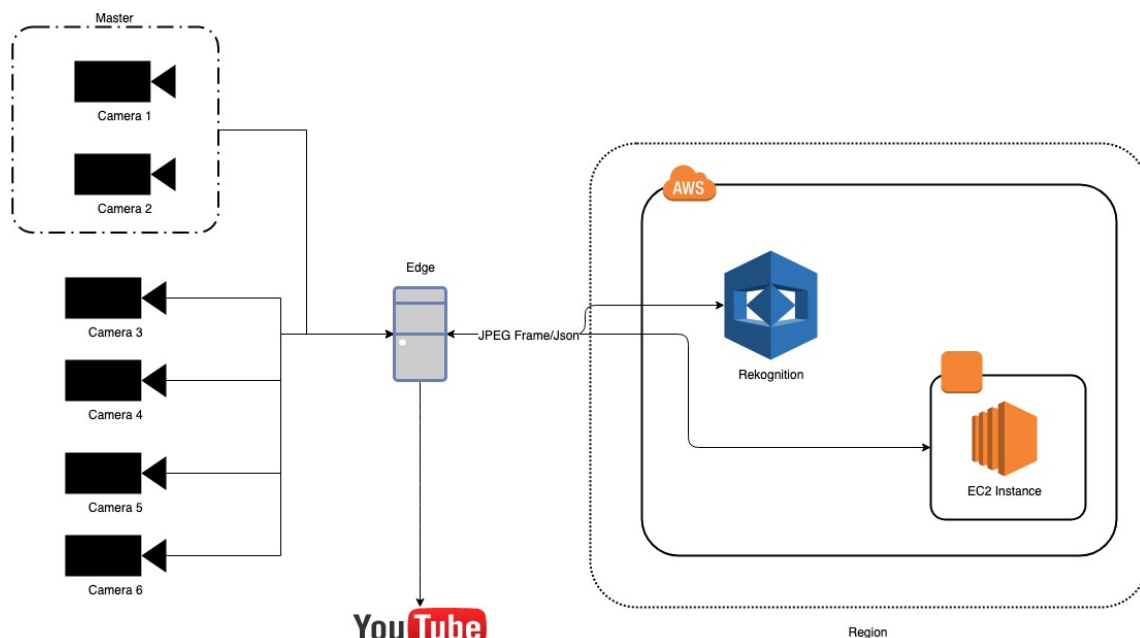 Master
Camera 1
Camera 2
Camera 3
Camera 4
Camera 5
Camera 6
Edge
JPEG Frame/Json
YouTube
AWS
Rekognition
EC2 Instance
Region